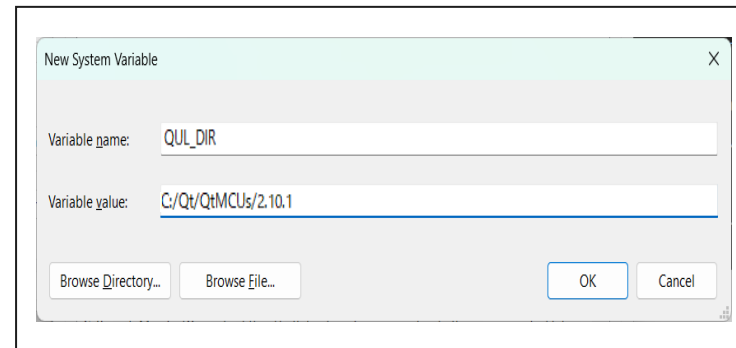 New System Variable
Variable name: QUL_DIR
Variable value: C:/Qt/QtMCUs/2.10.1
Browse Directory... Browse File... OK Cancel